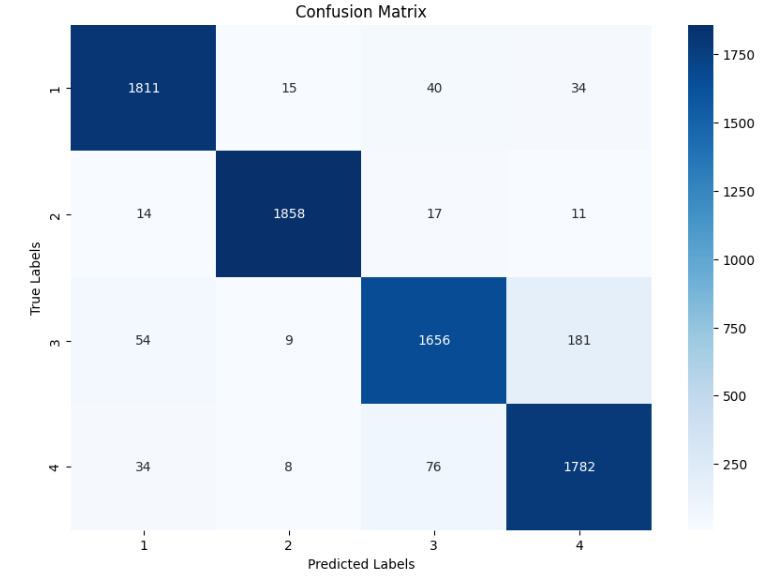 Confusion Matrix
1 1811 15 40 34
2 14 1858 17 11
3 54 9 1656 181
4 34 8 76 1782
1 2 3 4
Predicted Labels
True Labels
1750
1500
1250
1000
750
500
250